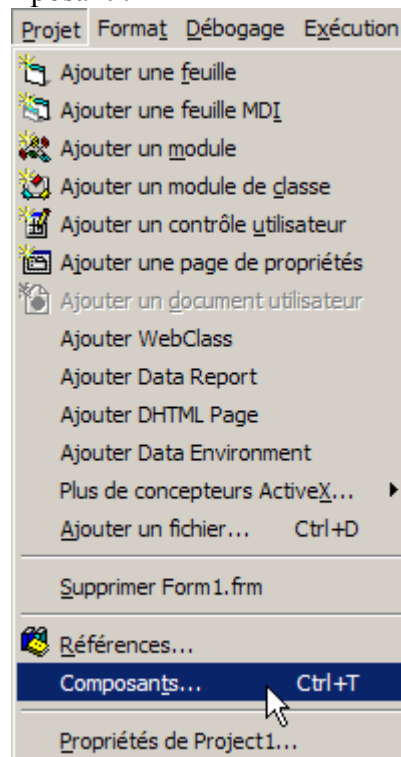 Projet Format Débogage Exécution
Ajouter une feuille
Ajouter une feuille MDI
Ajouter un module
Ajouter un module de classe
Ajouter un contrôle utilisateur
Ajouter une page de propriétés
Ajouter un document utilisateur
Ajouter WebClass
Ajouter Data Report
Ajouter DHTML Page
Ajouter Data Environment
Plus de concepteurs ActiveX...
Ajouter un fichier... Ctrl+D
Supprimer Form1.frm
Références...
Composants... Ctrl+T
Propriétés de Project1...